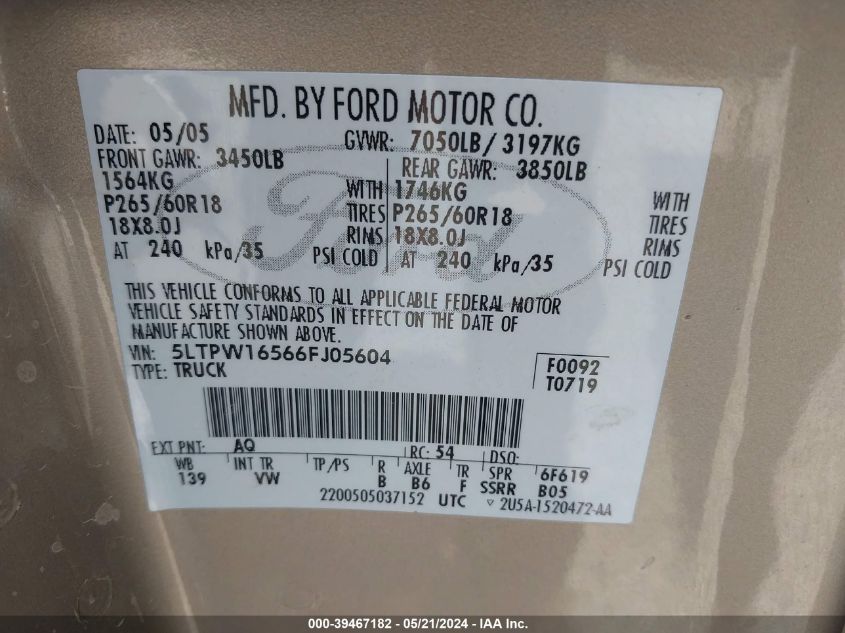 MFD. BY FORD MOTOR CO.
DATE: 05/05 GVWR: 7050LB/ 3197KG
FRONT GAWR: 3450LB REAR GAWR: 3850LB
1564KG WITH 1746KG WITH
P265/60R18 TIRES P265/60R18 TIRES
18X8.0J RIMS 18X8.0J RIMS
AT 240 kPa/35 PSI COLD AT 240 kPa/35 PSI COLD
THIS VEHICLE CONFORMS TO ALL APPLICABLE FEDERAL MOTOR
VEHICLE SAFETY STANDARDS IN EFFECT ON THE DATE OF
MANUFACTURE SHOWN ABOVE.
VIN: 5LTPW16566FJ05604 F0092
TYPE: TRUCK T0719
Ford
EXT PNT: AQ RC: 54 DSO:
WB INT TR TP/PS R AXLE TR SPR 6F619
139 VW B B6 F SSRR B05
2200505037152 UTC ▽ 2U5A-1520472-AA
000-39467182 - 05/21/2024 - IAA Inc.